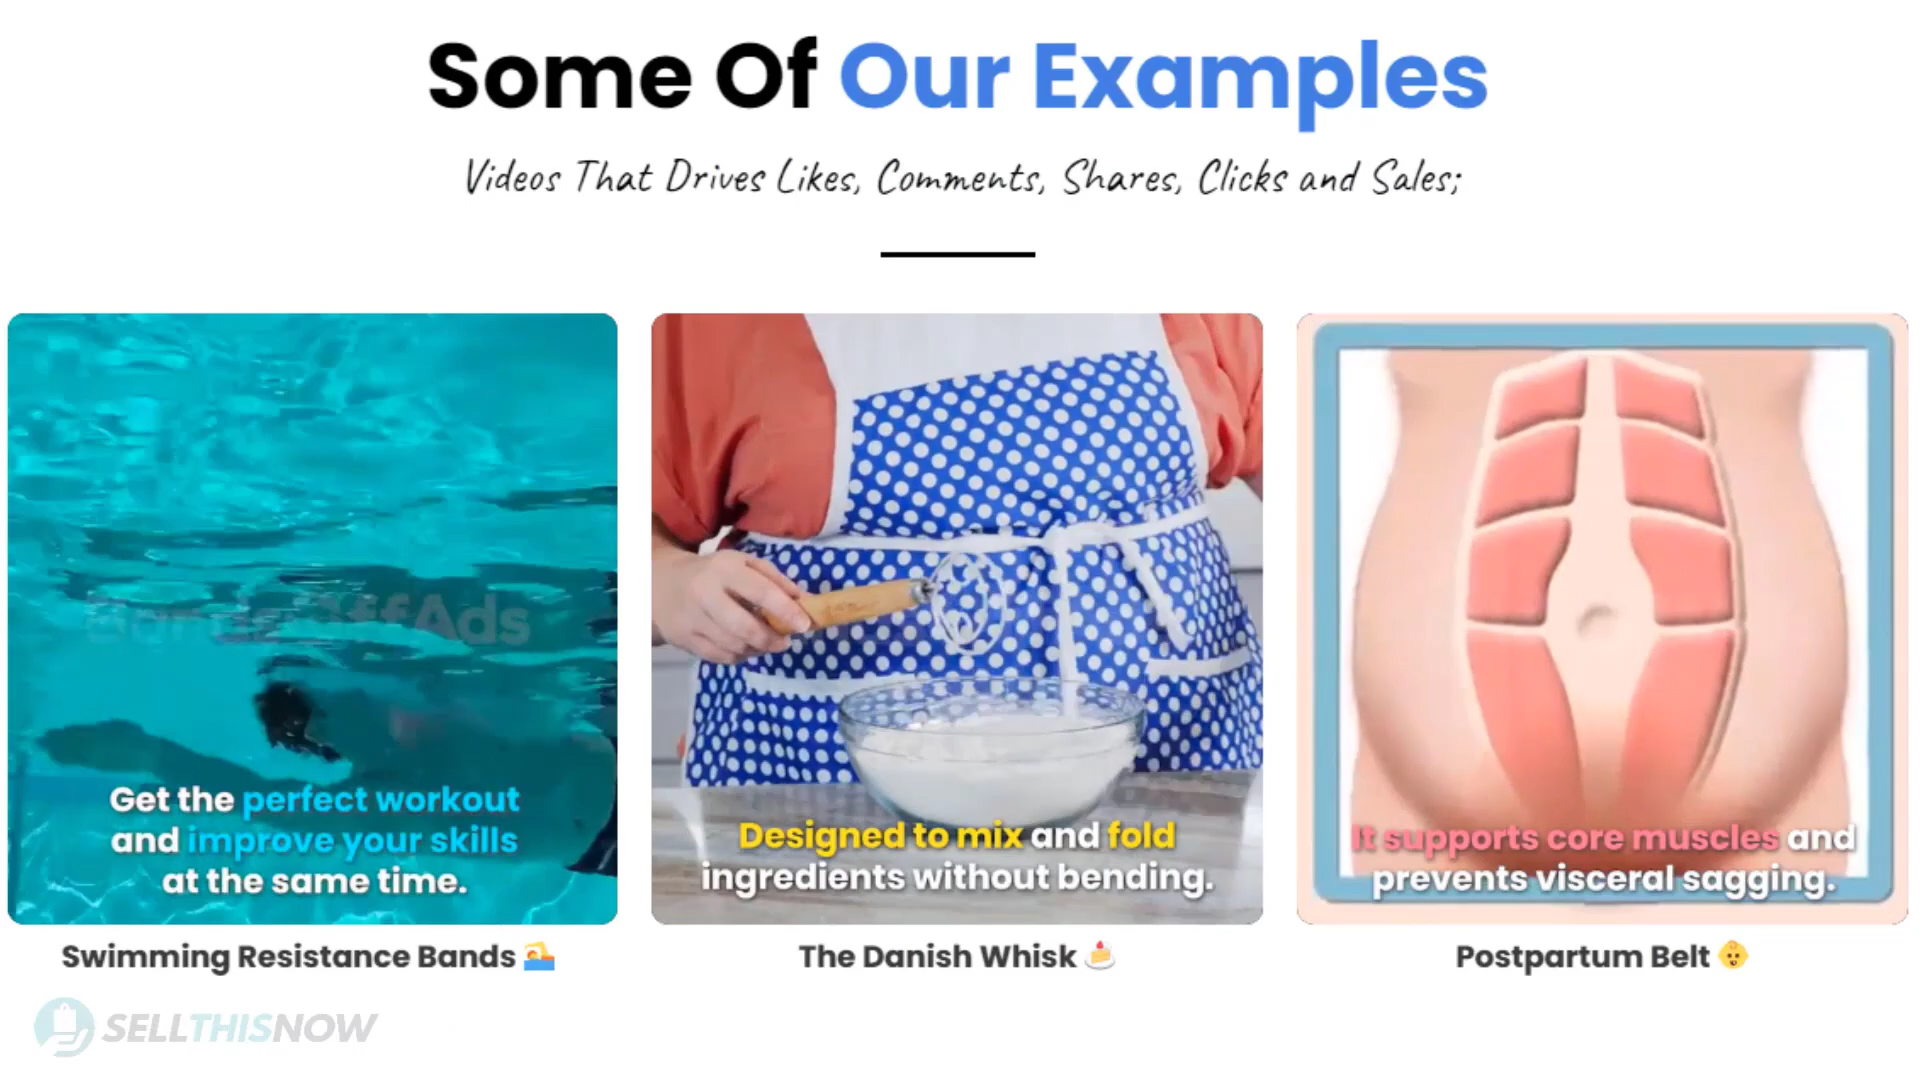 Some Of Our Examples
Videos That Drives Likes, Comments, Shares, Clicks and Sales;
HandsOffAds
Get the perfect workout
and improve your skills
at the same time.
Designed to mix and fold
ingredients without bending.
It supports core muscles and
prevents visceral sagging.
Swimming Resistance Bands
The Danish Whisk
Postpartum Belt
SELLTHISNOW